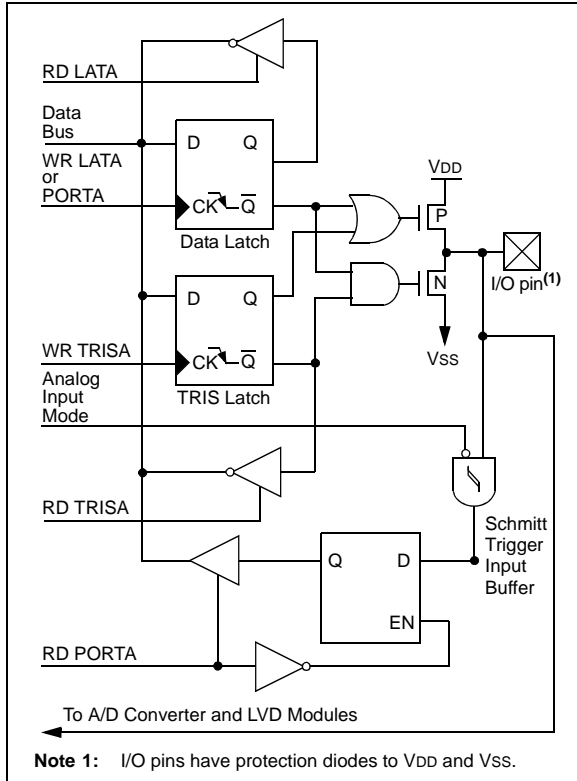 RD LATA
Data
Bus
D Q
WR LATA
or
PORTA
CK Q
Data Latch
VDD
P
I/O pin(1)
N
VSS
D Q
WR TRISA
CK Q
TRIS Latch
Analog
Input
Mode
RD TRISA
Schmitt
Trigger
Input
Buffer
Q D
EN
RD PORTA
To A/D Converter and LVD Modules
Note 1: I/O pins have protection diodes to VDD and VSS.